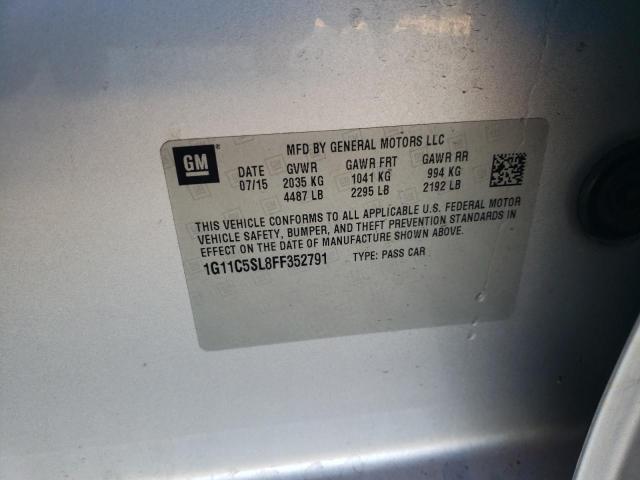 MFD BY GENERAL MOTORS LLC
GM
DATE GVWR GAWR FRT GAWR RR
07/15 2035 KG 1041 KG 994 KG
4487 LB 2295 LB 2192 LB
THIS VEHICLE CONFORMS TO ALL APPLICABLE U.S. FEDERAL MOTOR
VEHICLE SAFETY, BUMPER, AND THEFT PREVENTION STANDARDS IN
EFFECT ON THE DATE OF MANUFACTURE SHOWN ABOVE.
1G11C5SL8FF352791 TYPE: PASS CAR